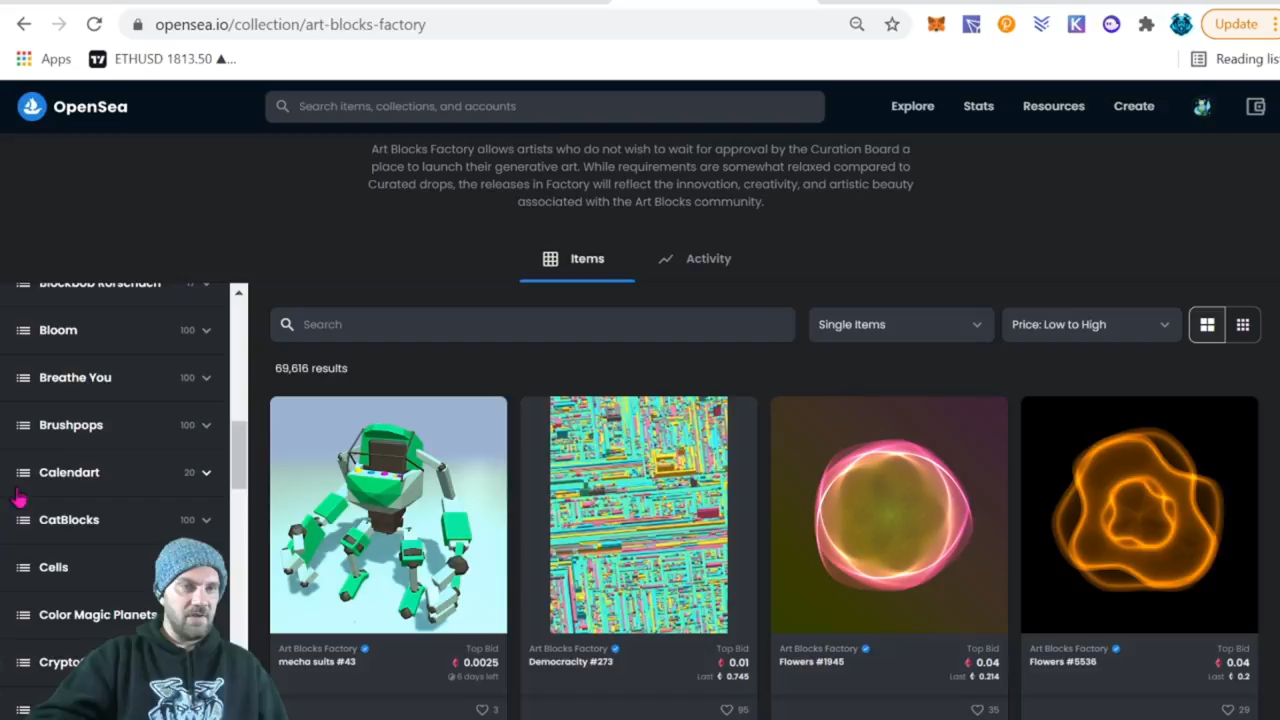 opensea.io/collection/art-blocks-factory
Update
Apps
ETHUSD 1813.50 ▲...
Reading lis
OpenSea
Search items, collections, and accounts
Explore
Stats
Resources
Create
Art Blocks Factory allows artists who do not wish to wait for approval by the Curation Board a
place to launch their generative art. While requirements are somewhat relaxed compared to
Curated drops, the releases in Factory will reflect the innovation, creativity, and artistic beauty
associated with the Art Blocks community.
Items
Activity
Blockbob Rorschach
Bloom 100
Breathe You 100
Brushpops 100
Calendart 20
CatBlocks 100
Cells
Color Magic Planets
Crypto
Search
Single Items
Price: Low to High
69,616 results
Art Blocks Factory Top Bid
mecha suits #43 0.0025
6 days left
3
Art Blocks Factory Top Bid
Democracity #273 0.01
Last 0.745
95
Art Blocks Factory Top Bid
Flowers #1945 0.04
Last 0.214
35
Art Blocks Factory Top Bid
Flowers #5536 0.04
Last 0.2
29